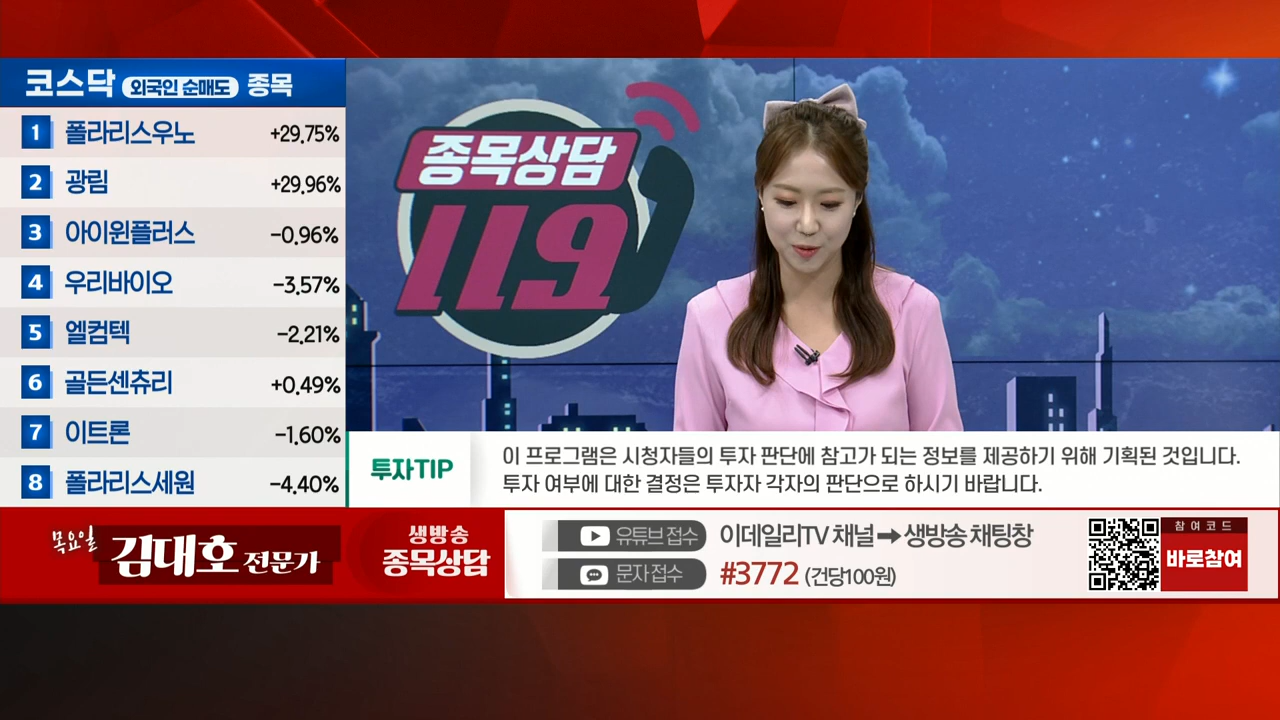 코스닥 외국인 순매도 종목
1 폴라리스우노 +29.75%
2 광림 +29.96%
3 아이윈플러스 -0.96%
4 우리바이오 -3.57%
5 엘컴텍 -2.21%
6 골든센츄리 +0.49%
7 이트론 -1.60%
8 폴라리스세원 -4.40%
종목상담
119
투자TIP
이 프로그램은 시청자들의 투자 판단에 참고가 되는 정보를 제공하기 위해 기획된 것입니다.
투자 여부에 대한 결정은 투자자 각자의 판단으로 하시기 바랍니다.
목요일 김대호 전문가
생방송
종목상담
유튜브 접수 이데일리TV 채널➡생방송 채팅창
문자 접수 #3772 (건당100원)
참여코드
바로참여